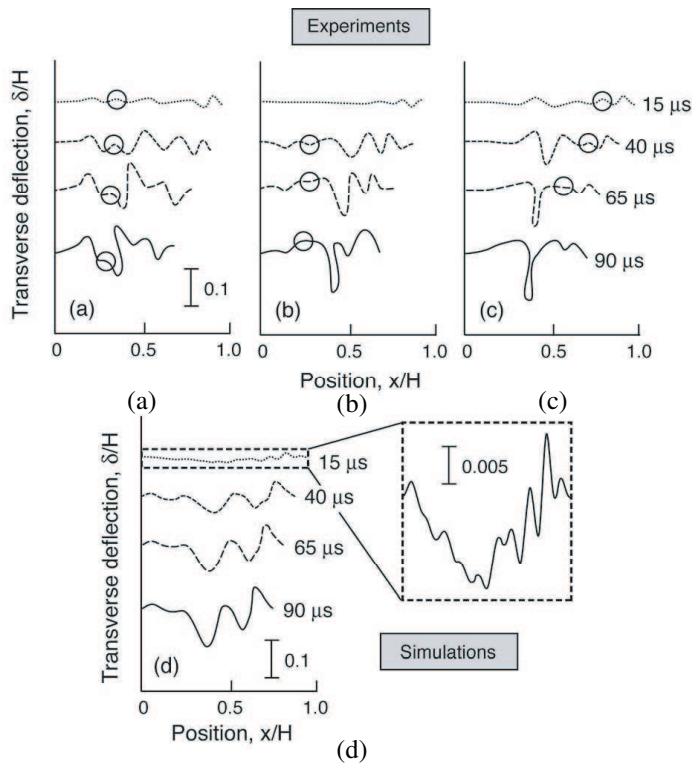 Experiments
Transverse deflection, δ/H
15 μs
40 μs
65 μs
90 μs
0.1
(a)
(b)
(c)
0
0.5
1.0
0
0.5
1.0
0
0.5
1.0
Position, x/H
(a)
(b)
(c)
Transverse deflection, δ/H
15 μs
40 μs
65 μs
90 μs
0.005
0.1
(d)
Simulations
0
0.5
1.0
Position, x/H
(d)